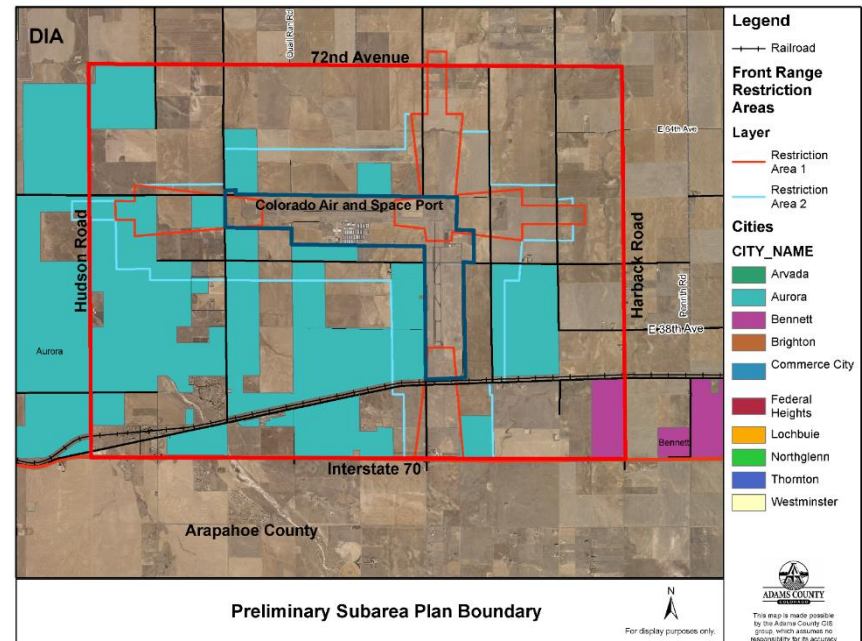 DIA
Quail Run Rd
72nd Avenue
E 64th Ave
Colorado Air and Space Port
Hudson Road
Harback Road
Penrith Rd
E 38th Ave
Aurora
Bennett
Interstate 70
Arapahoe County
Preliminary Subarea Plan Boundary
N
For display purposes only.
Legend
Railroad
Front Range
Restriction
Areas
Layer
Restriction
Area 1
Restriction
Area 2
Cities
CITY_NAME
Arvada
Aurora
Bennett
Brighton
Commerce City
Federal
Heights
Lochbuie
Northglenn
Thornton
Westminster
ADAMS COUNTY
COLORADO
This map is made possible
by the Adams County GIS
group, which assumes no
responsibility for its accuracy